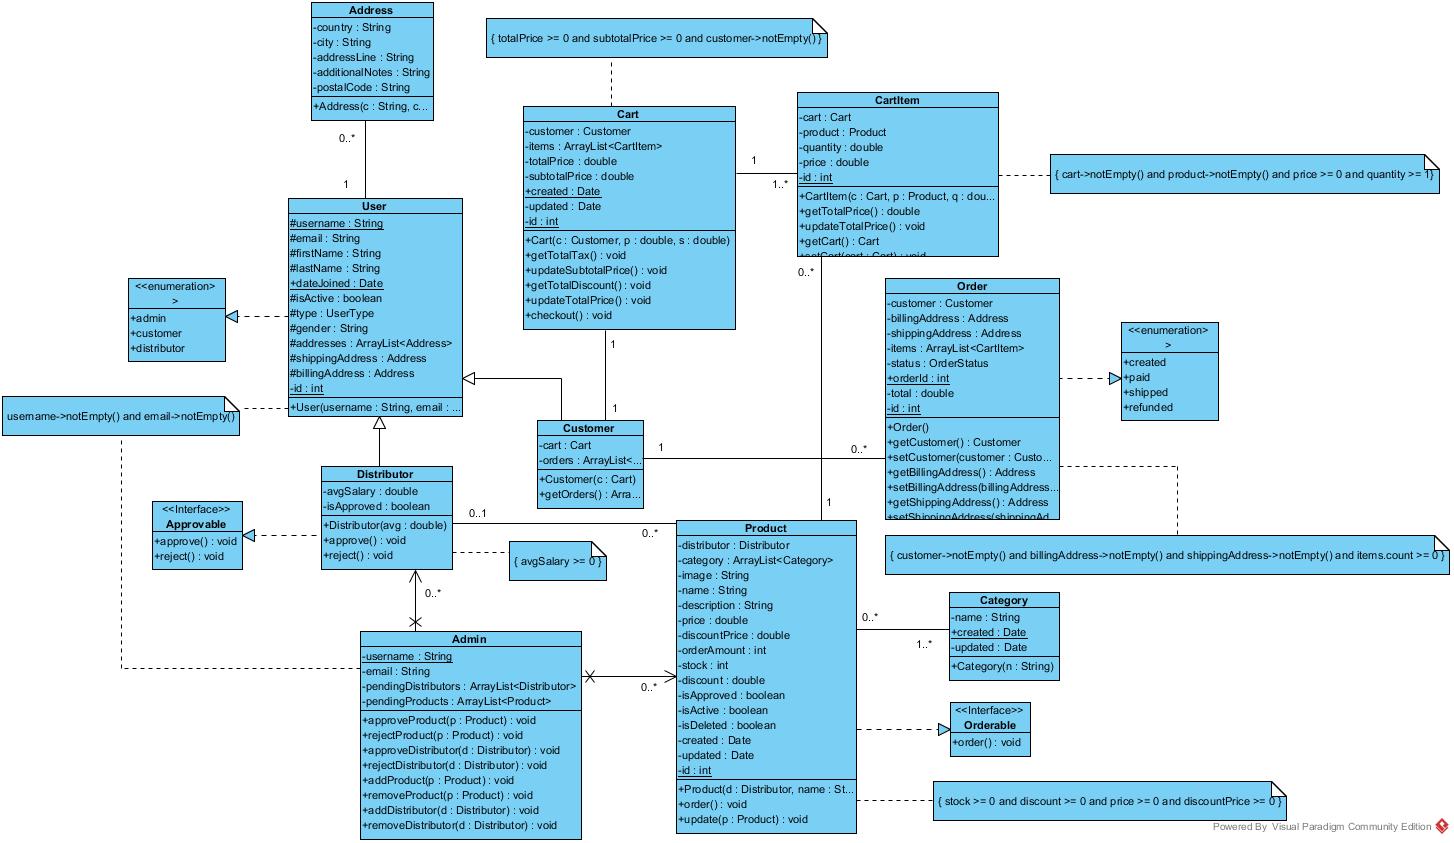 Address
-country : String
-city : String
-addressLine : String
-additionalNotes : String
-postalCode : String
+Address(c : String, c...
0..*
1
{ totalPrice >= 0 and subtotalPrice >= 0 and customer->notEmpty() }
Cart
-customer : Customer
-items : ArrayList<CartItem>
-totalPrice : double
-subtotalPrice : double
+created : Date
-updated : Date
-id : int
+Cart(c : Customer, p : double, s : double)
+getTotalTax() : void
+updateSubtotalPrice() : void
+getTotalDiscount() : void
+updateTotalPrice() : void
+checkout() : void
1
1..*
CartItem
-cart : Cart
-product : Product
-quantity : double
-price : double
-id : int
+CartItem(c : Cart, p : Product, q : dou...
+getTotalPrice() : double
+updateTotalPrice() : void
+getCart() : Cart
+setCart(cart : Cart) : void
{ cart->notEmpty() and product->notEmpty() and price >= 0 and quantity >= 1}
User
#username : String
#email : String
#firstName : String
#lastName : String
+dateJoined : Date
#isActive : boolean
#type : UserType
#gender : String
#addresses : ArrayList<Address>
#shippingAddress : Address
#billingAddress : Address
-id : int
+User(username : String, email : ...
<<enumeration>
>
+admin
+customer
+distributor
username->notEmpty() and email->notEmpty()
1
1
0..*
1
Order
-customer : Customer
-billingAddress : Address
-shippingAddress : Address
-items : ArrayList<CartItem>
-status : OrderStatus
+orderId : int
-total : double
-id : int
+Order()
+getCustomer() : Customer
+setCustomer(customer : Custo...
+getBillingAddress() : Address
+setBillingAddress(billingAddress...
+getShippingAddress() : Address
+setShippingAddress(shippingAd...
<<enumeration>
>
+created
+paid
+shipped
+refunded
Customer
-cart : Cart
-orders : ArrayList<...
+Customer(c : Cart)
+getOrders() : Arra...
1
0..*
{ customer->notEmpty() and billingAddress->notEmpty() and shippingAddress->notEmpty() and items.count >= 0 }
Distributor
-avgSalary : double
-isApproved : boolean
+Distributor(avg : double)
+approve() : void
+reject() : void
<<Interface>>
Approvable
+approve() : void
+reject() : void
0..1
0..*
{ avgSalary >= 0 }
0..*
Admin
-username : String
-email : String
-pendingDistributors : ArrayList<Distributor>
-pendingProducts : ArrayList<Product>
+approveProduct(p : Product) : void
+rejectProduct(p : Product) : void
+approveDistributor(d : Distributor) : void
+rejectDistributor(d : Distributor) : void
+addProduct(p : Product) : void
+removeProduct(p : Product) : void
+addDistributor(d : Distributor) : void
+removeDistributor(d : Distributor) : void
0..*
Product
-distributor : Distributor
-category : ArrayList<Category>
-image : String
-name : String
-description : String
-price : double
-discountPrice : double
-orderAmount : int
-stock : int
-discount : double
-isApproved : boolean
-isActive : boolean
-isDeleted : boolean
-created : Date
-updated : Date
-id : int
+Product(d : Distributor, name : St...
+order() : void
+update(p : Product) : void
0..*
1..*
Category
-name : String
+created : Date
-updated : Date
+Category(n : String)
<<Interface>>
Orderable
+order() : void
{ stock >= 0 and discount >= 0 and price >= 0 and discountPrice >= 0 }
Powered By Visual Paradigm Community Edition